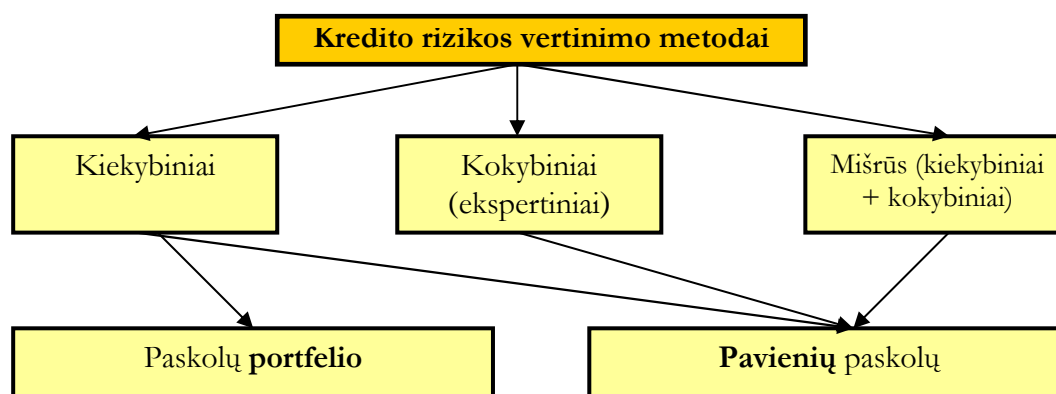 Kredito rizikos vertinimo metodai
Kiekybiniai
Kokybiniai
(ekspertiniai)
Mišrūs (kiekybiniai
+ kokybiniai)
Paskolų portfelio
Pavienių paskolų